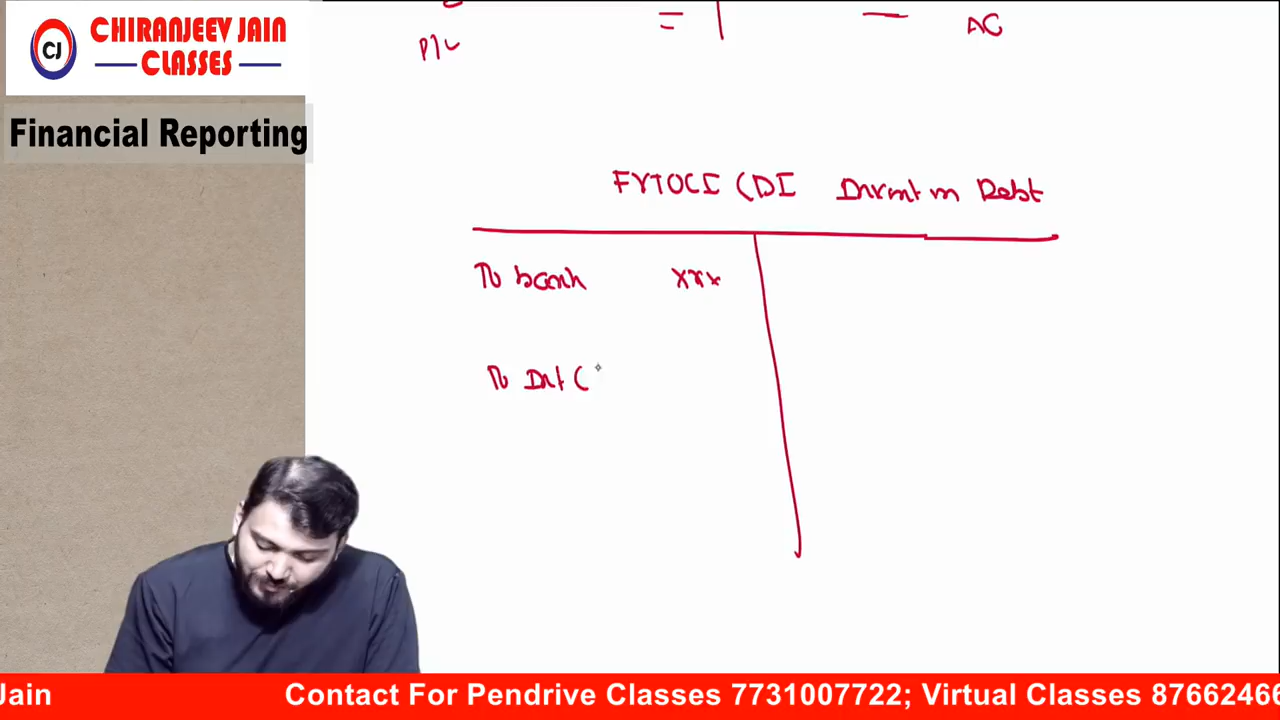 CHIRANJEEV JAIN
CLASSES
CJ
Financial Reporting
P/L
=
AC
FVTOCI (DI Invmt in Debt
To bank xxx
To Int (
Jain Contact For Pendrive Classes 7731007722; Virtual Classes 87662466